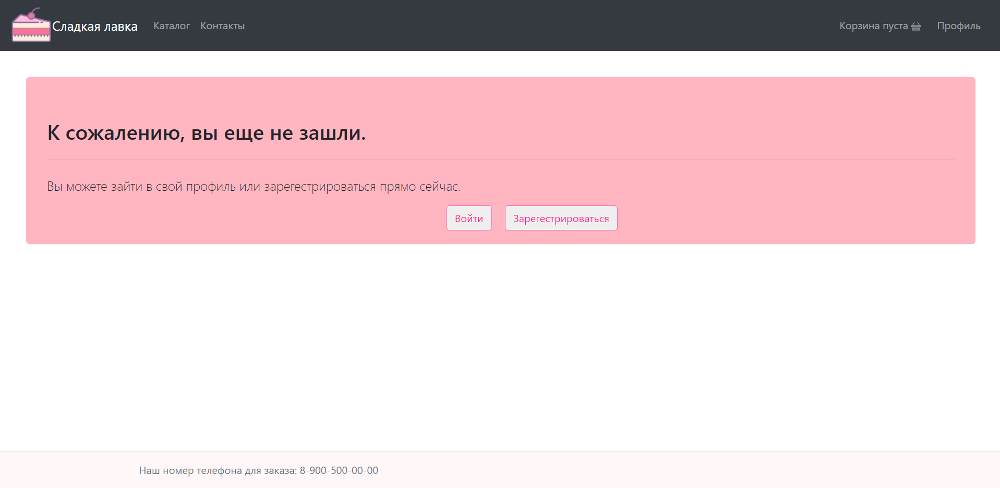 Сладкая лавка Каталог Контакты Корзина пуста Профиль
К сожалению, вы еще не зашли.
Вы можете зайти в свой профиль или зарегестрироваться прямо сейчас.
Войти Зарегестрироваться
Наш номер телефона для заказа: 8-900-500-00-00